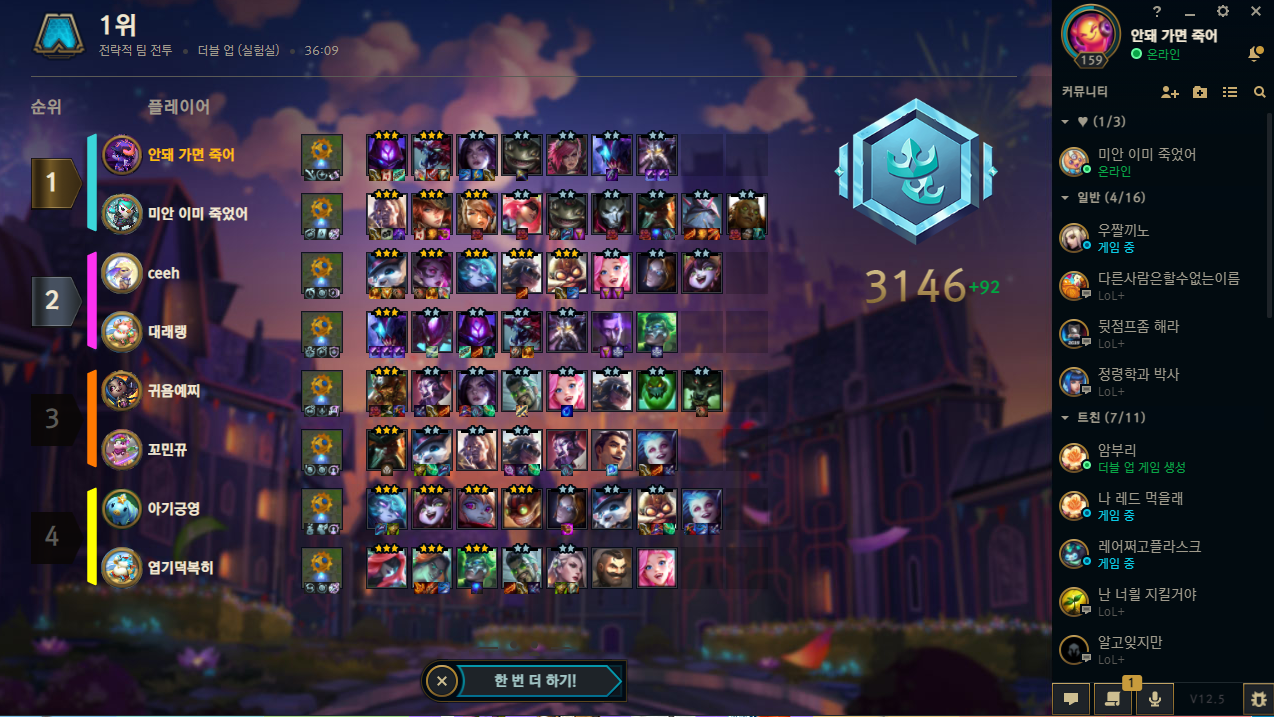 1위
전략적 팀 전투 • 더블 업 (실험실) • 36:09
순위 플레이어
1
안돼 가면 죽어
미안 이미 죽었어
2
ceeh
대래랭
3
귀욤예찌
꼬민뀨
4
아기긍영
엽기덕복히
3146 +92
한 번 더 하기!
?
안돼 가면 죽어
온라인
159
커뮤니티
♥ (1/3)
미안 이미 죽었어
온라인
일반 (4/16)
우짤끼노
게임 중
다른사람은할수없는이름
LoL+
뒷점프좀 해라
LoL+
정령학과 박사
LoL+
트친 (7/11)
암부리
더블 업 게임 생성
나 레드 먹을래
게임 중
레어쩌고플라스크
게임 중
난 너휠 지킬거야
LoL+
알고잊지만
LoL+
1
V12.5